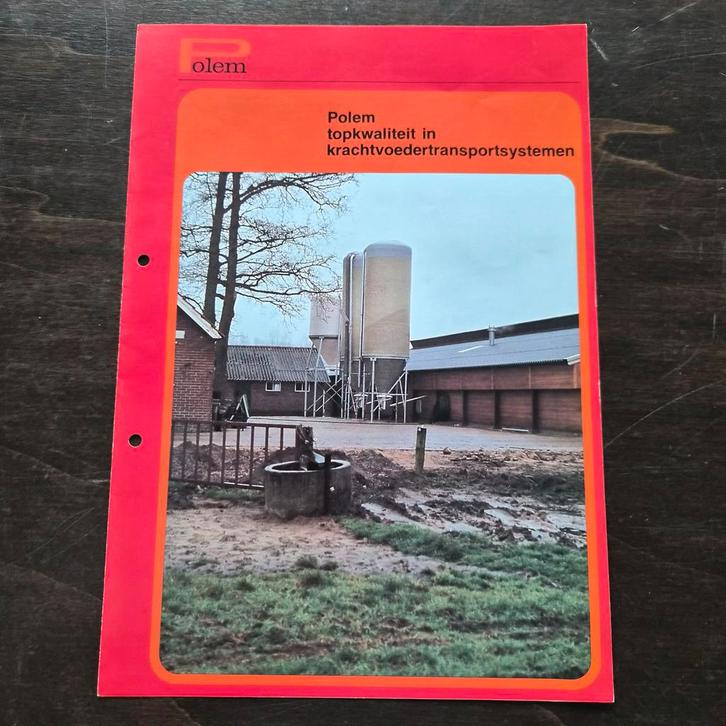 Polem
Polem
topkwaliteit in
krachtvoedertransportsystemen